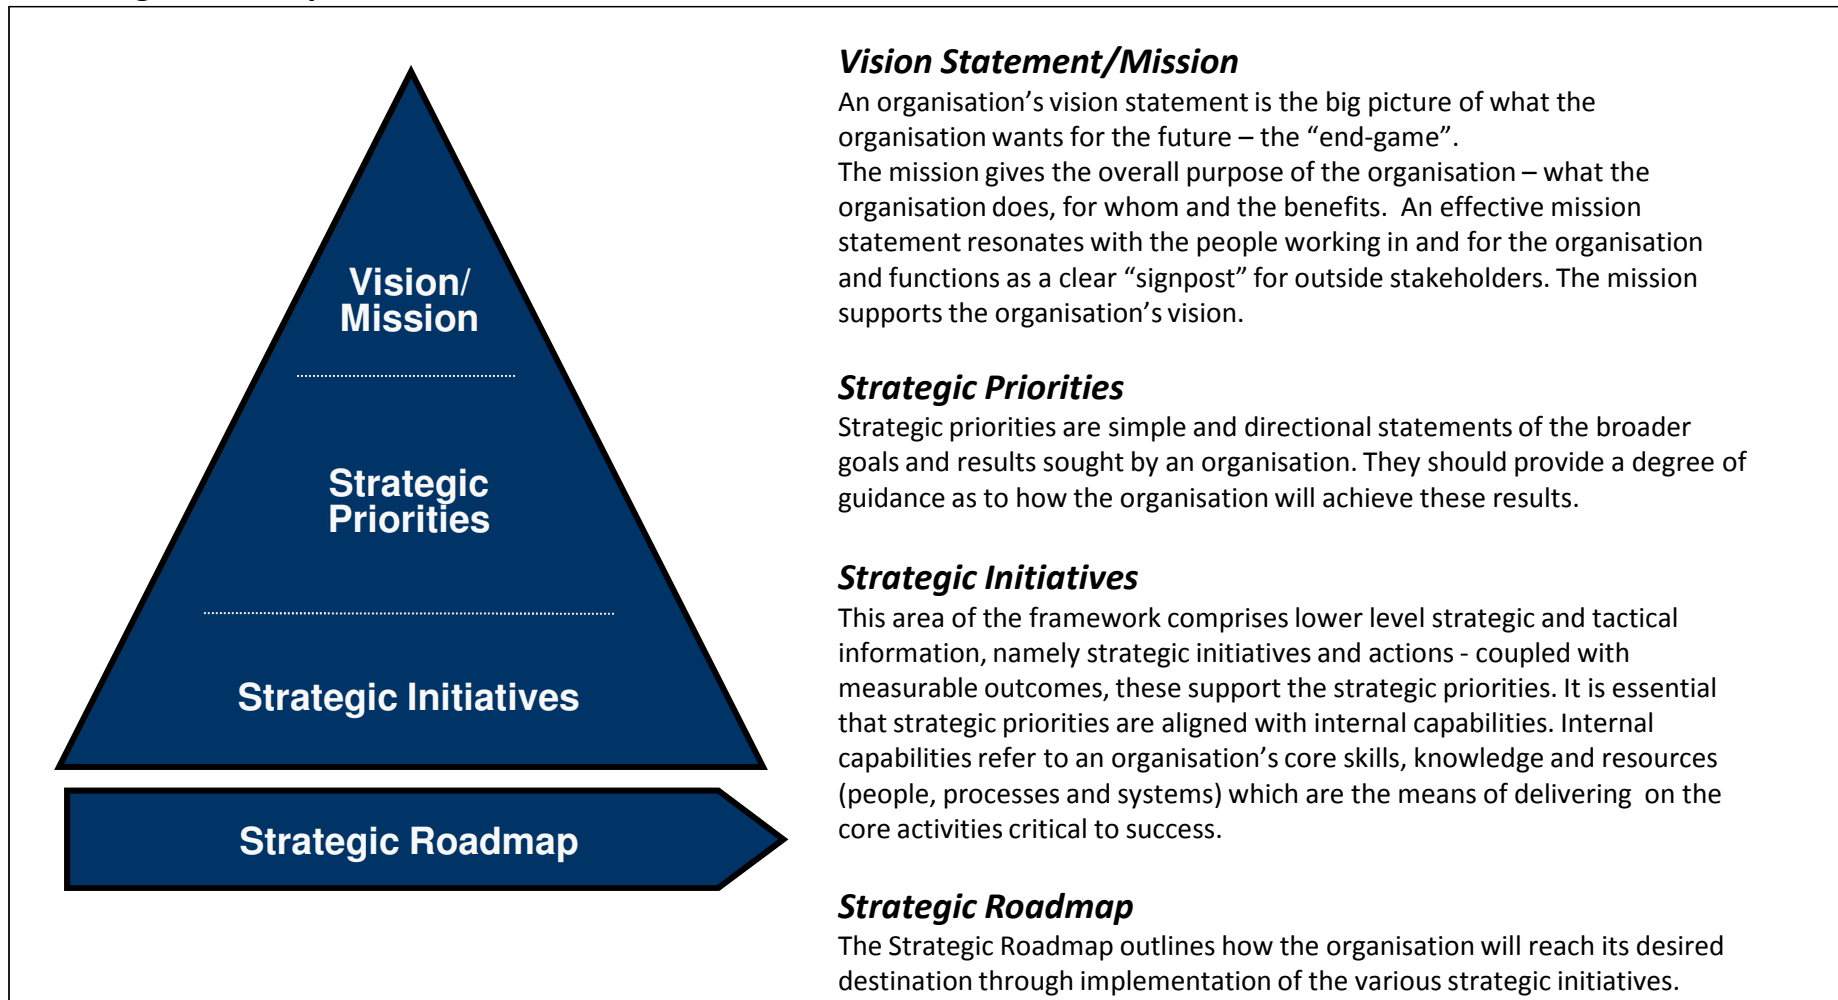 Vision/
Mission
Strategic
Priorities
Strategic Initiatives
Strategic Roadmap
Vision Statement/Mission
An organisation’s vision statement is the big picture of what the
organisation wants for the future – the “end-game”.
The mission gives the overall purpose of the organisation – what the
organisation does, for whom and the benefits.  An effective mission
statement resonates with the people working in and for the organisation
and functions as a clear “signpost” for outside stakeholders. The mission
supports the organisation’s vision.
Strategic Priorities
Strategic priorities are simple and directional statements of the broader
goals and results sought by an organisation. They should provide a degree of
guidance as to how the organisation will achieve these results.
Strategic Initiatives
This area of the framework comprises lower level strategic and tactical
information, namely strategic initiatives and actions - coupled with
measurable outcomes, these support the strategic priorities. It is essential
that strategic priorities are aligned with internal capabilities. Internal
capabilities refer to an organisation’s core skills, knowledge and resources
(people, processes and systems) which are the means of delivering  on the
core activities critical to success.
Strategic Roadmap
The Strategic Roadmap outlines how the organisation will reach its desired
destination through implementation of the various strategic initiatives.